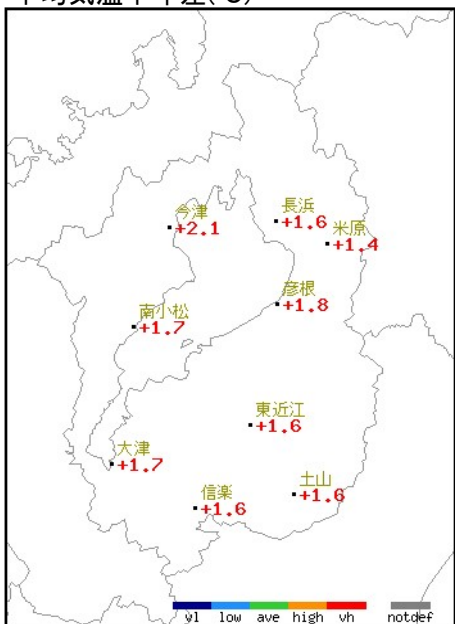 平均気温平年差(℃)
今津
+2.1
長浜
+1.6
米原
+1.4
彦根
+1.8
南小松
+1.7
東近江
+1.6
大津
+1.7
信楽
+1.6
土山
+1.6
vl low ave high vh notdef